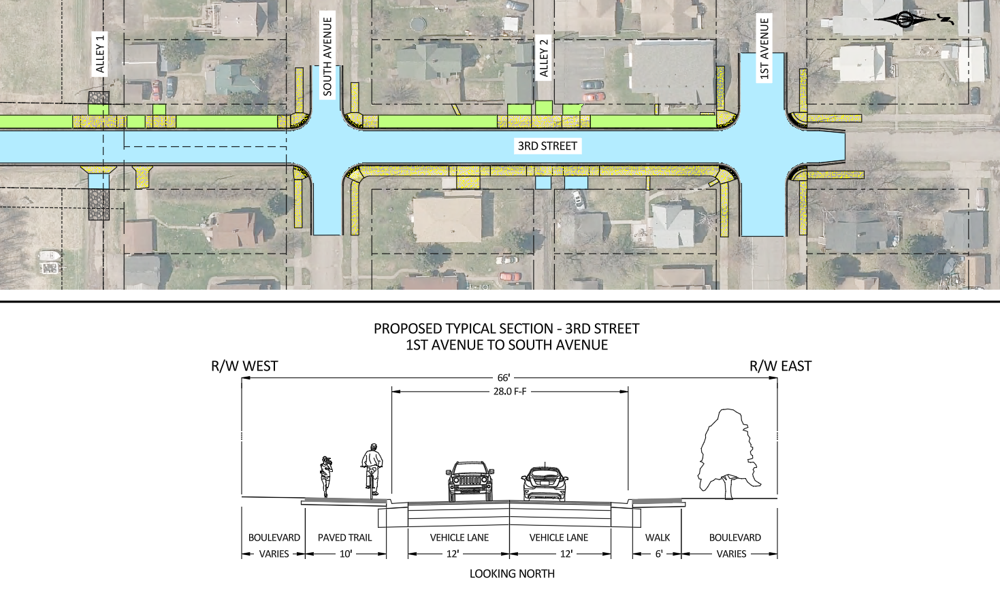 ALLEY 1
SOUTH AVENUE
ALLEY 2
1ST AVENUE
N
3RD STREET
PROPOSED TYPICAL SECTION - 3RD STREET
1ST AVENUE TO SOUTH AVENUE
R/W WEST
R/W EAST
66'
28.0 F-F
BOULEVARD
PAVED TRAIL
VEHICLE LANE
VEHICLE LANE
WALK
BOULEVARD
VARIES
10'
12'
12'
6'
VARIES
LOOKING NORTH